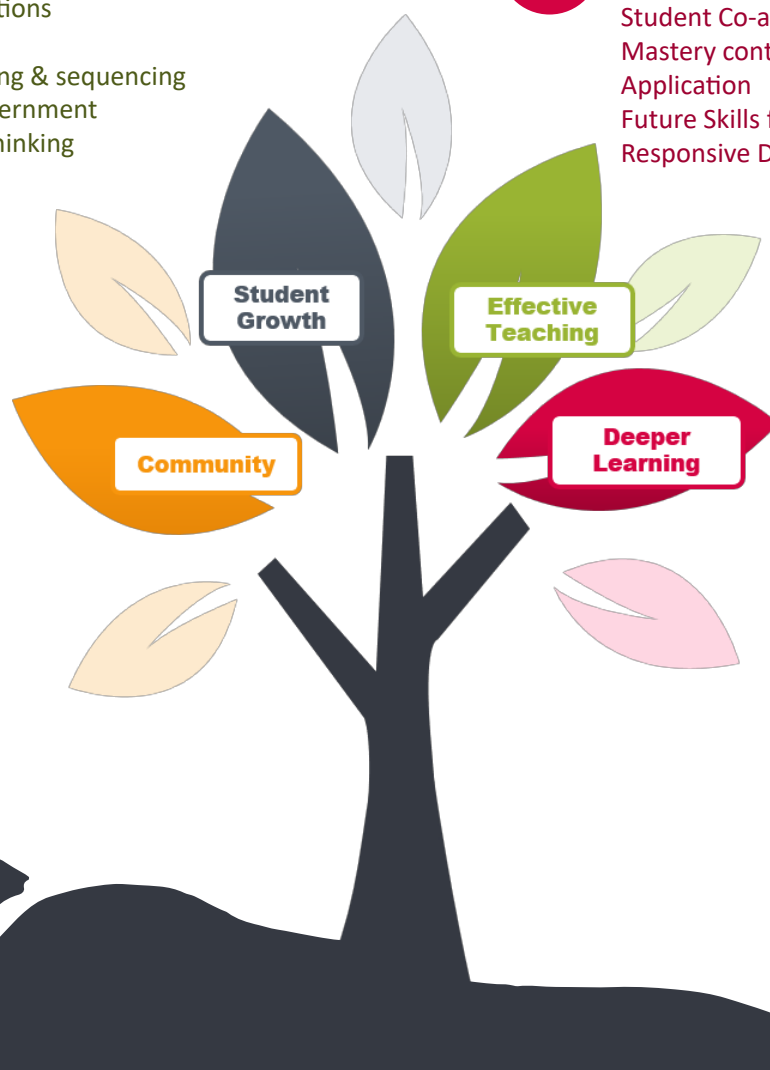 tions
ng & sequencing
ernment
hinking
Student Co-a
Mastery cont
Application
Future Skills f
Responsive D
Student
Growth
Effective
Teaching
Community
Deeper
Learning